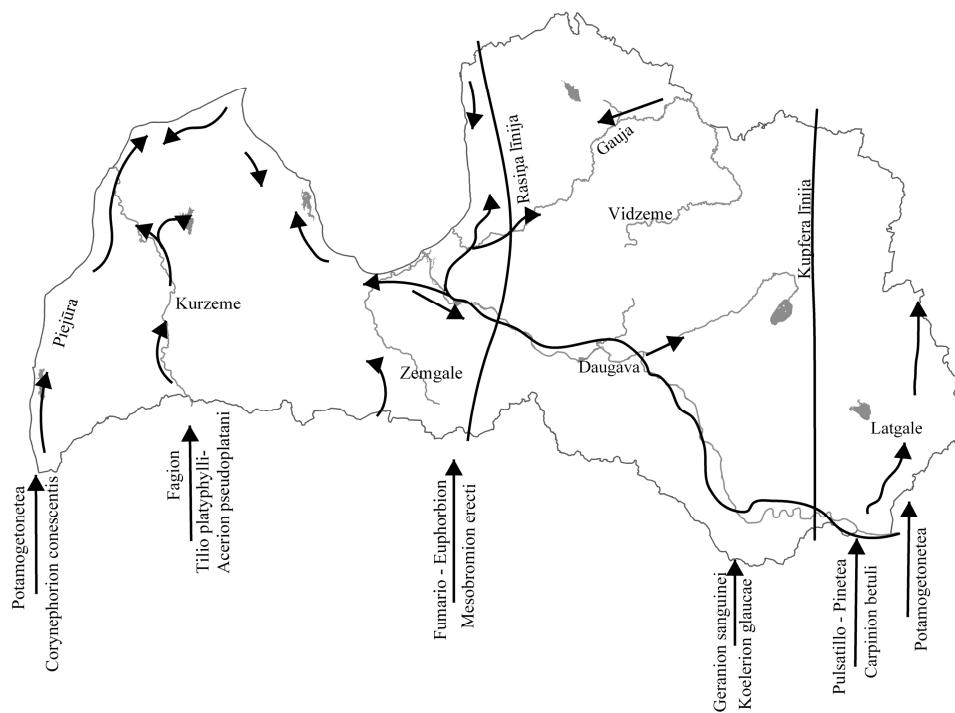 Rasiņa līnija
Kupfera līnija
Gauja
Vidzeme
Piejūra
Kurzeme
Zemgale
Daugava
Latgale
Potamogetonetea
Corynephorion conescentis
Fagion
Tilio platyphylli-
Acerion pseudoplatani
Fumario - Euphorbion
Mesobromion erecti
Geranion sanguinei
Koelerion glaucae
Pulsatillo - Pinetea
Carpinion betuli
Potamogetonetea